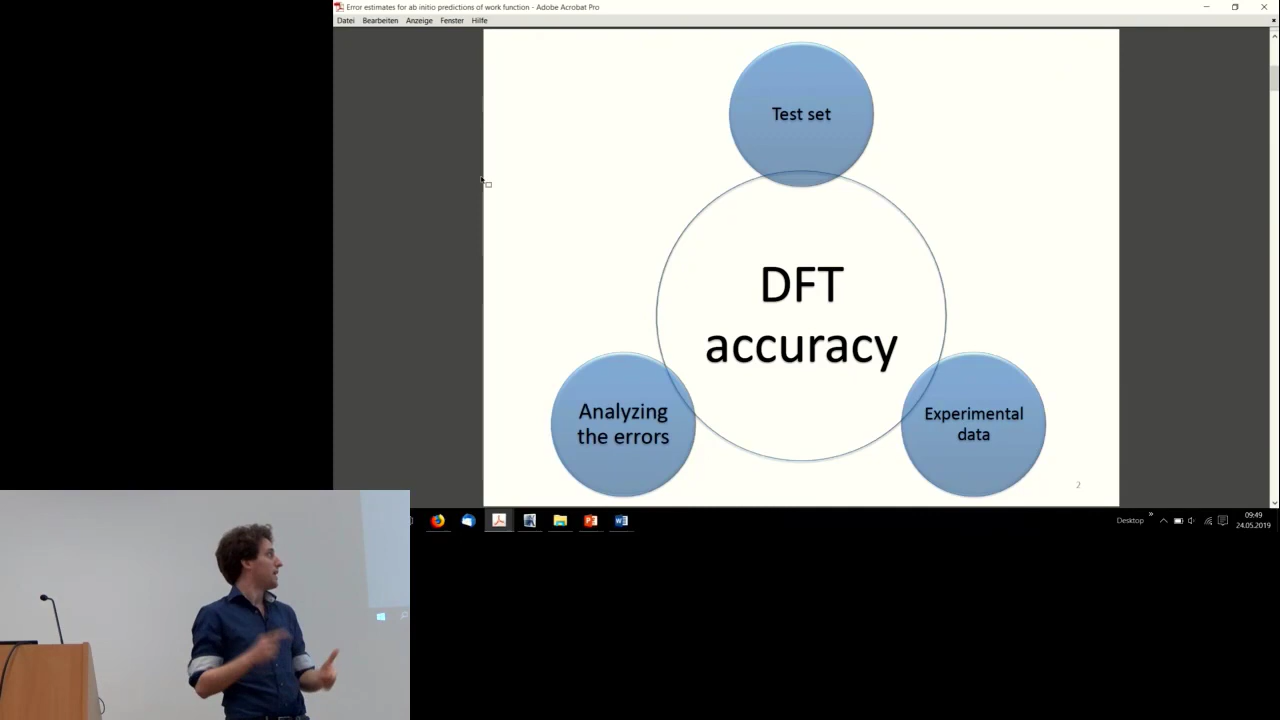 Error estimates for ab initio predictions of work function - Adobe Acrobat Pro
Datei Bearbeiten Anzeige Fenster Hilfe
Test set
DFT
accuracy
Analyzing
the errors
Experimental
data
2
Desktop
09:49
24.05.2019